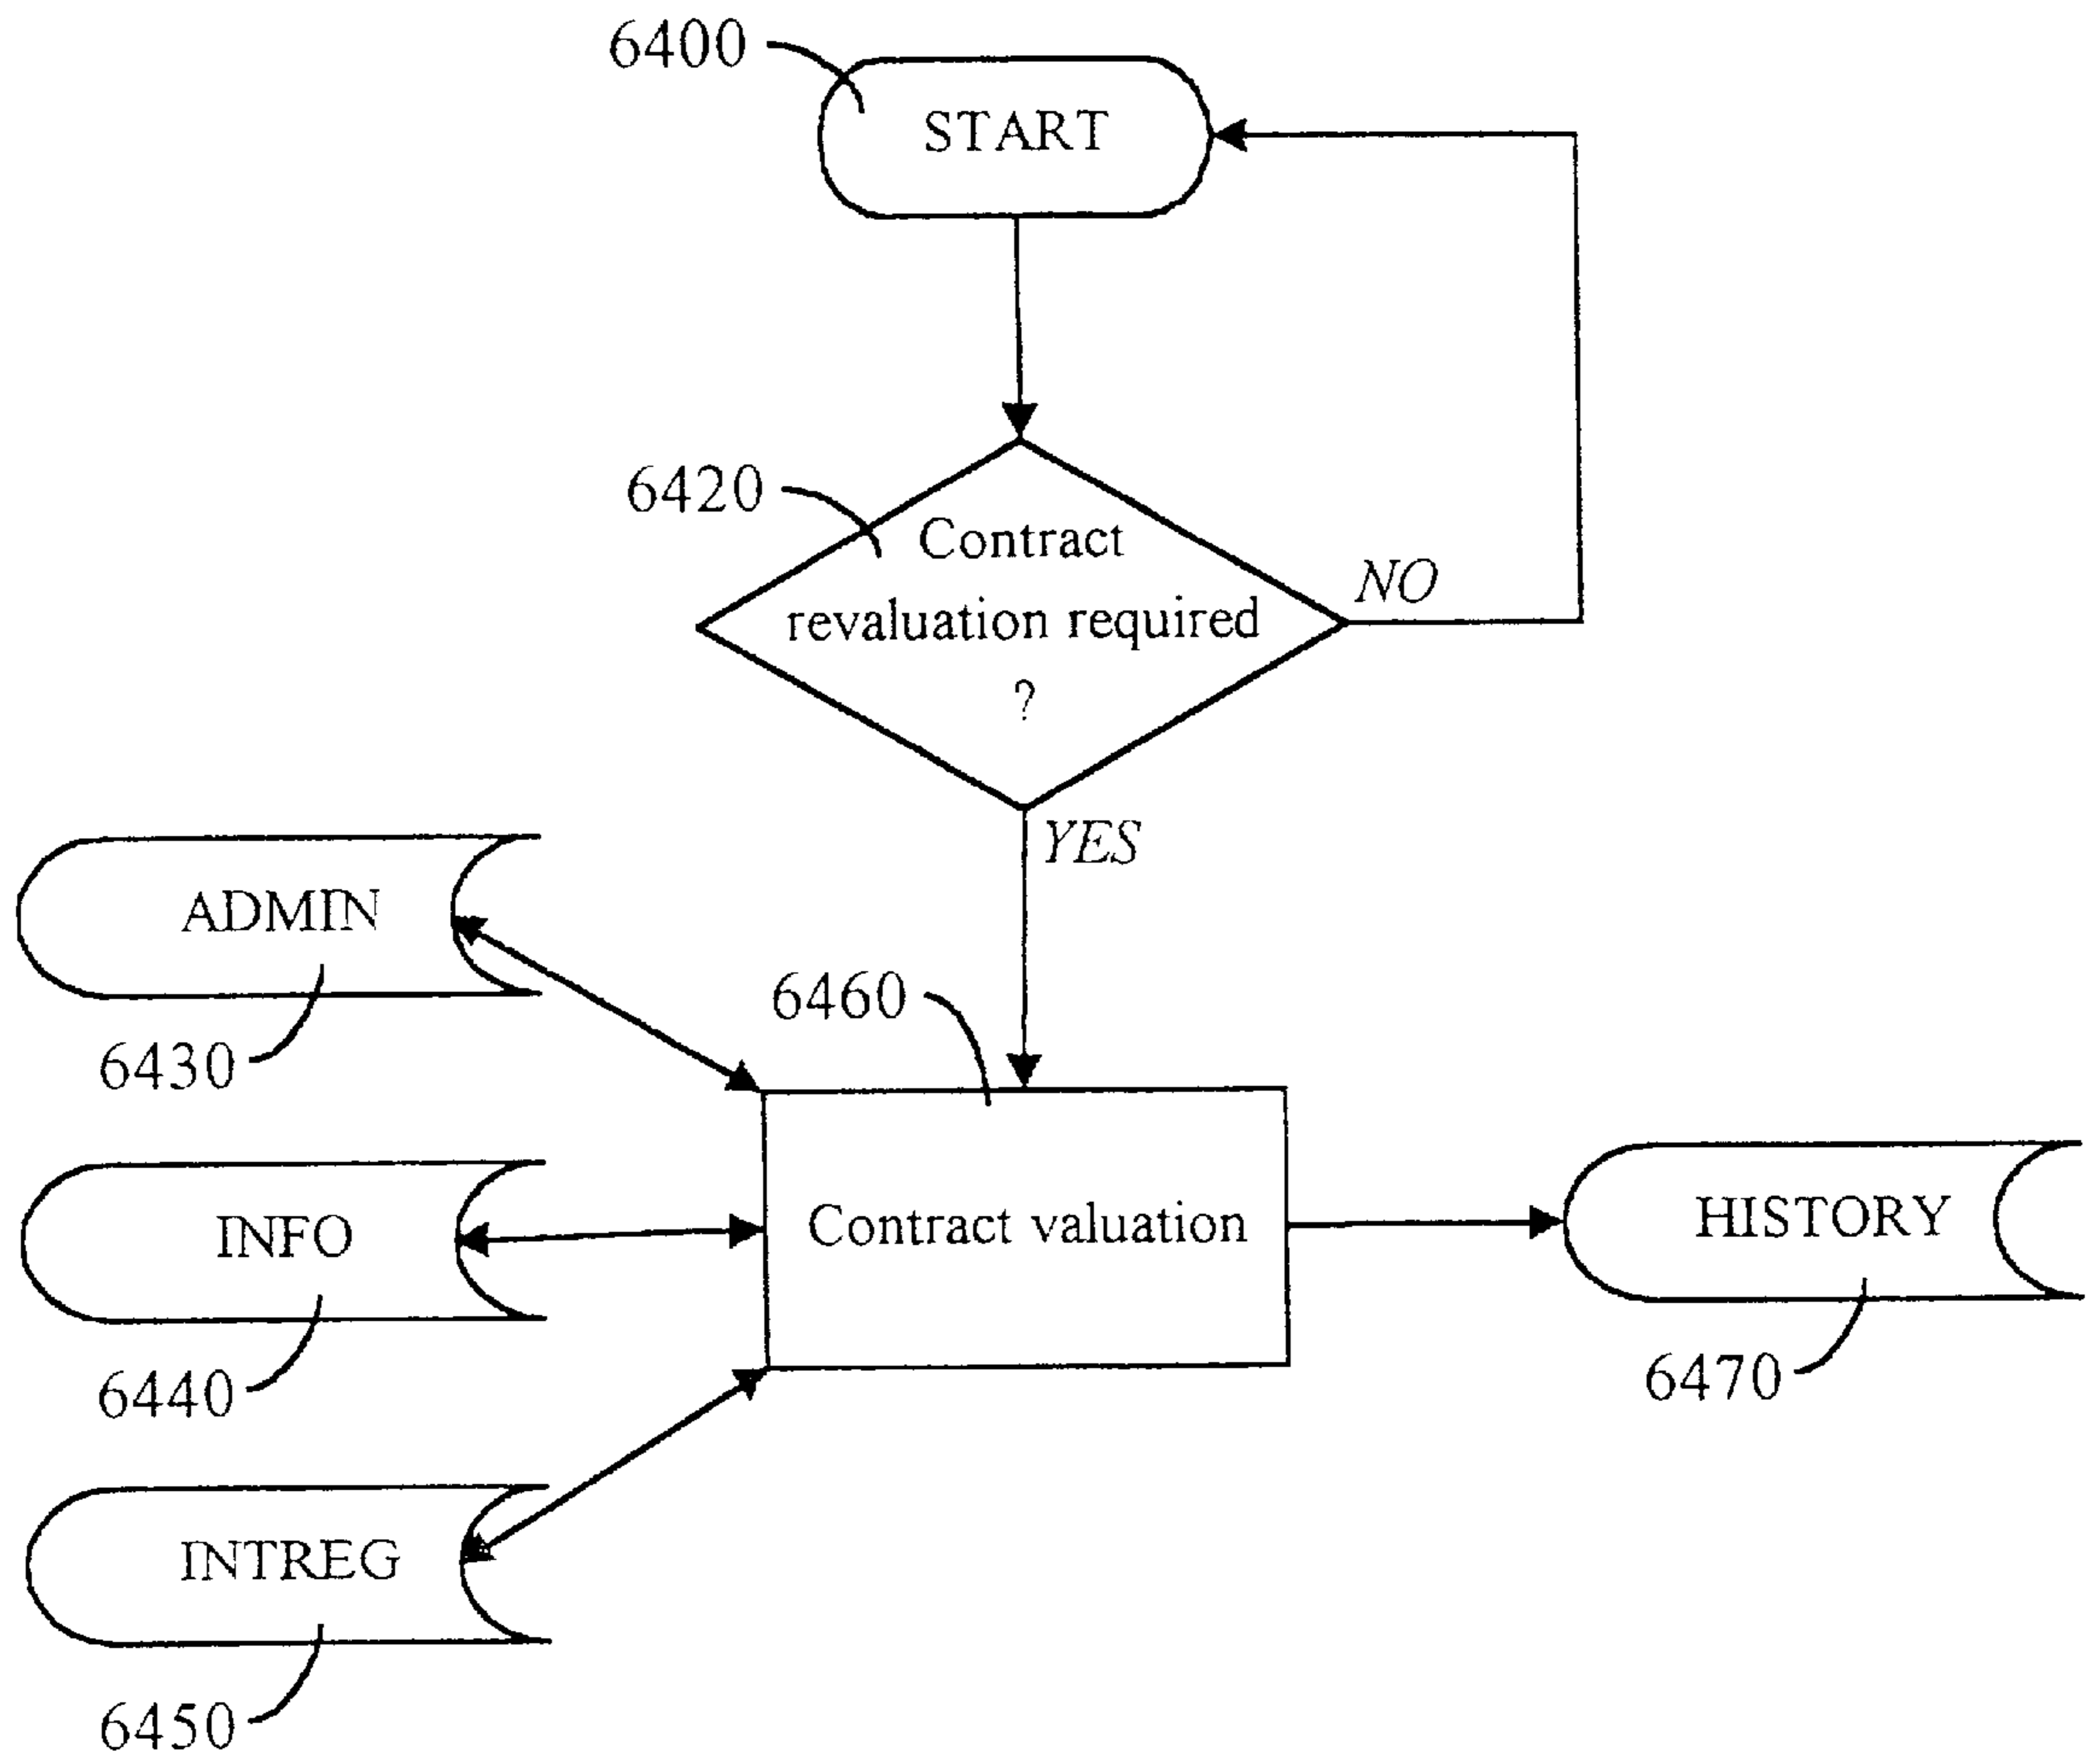 6400
START
6420
Contract
revaluation required
?
NO
YES
ADMIN
6430
6460
INFO
6440
Contract valuation
HISTORY
6470
INTREG
6450